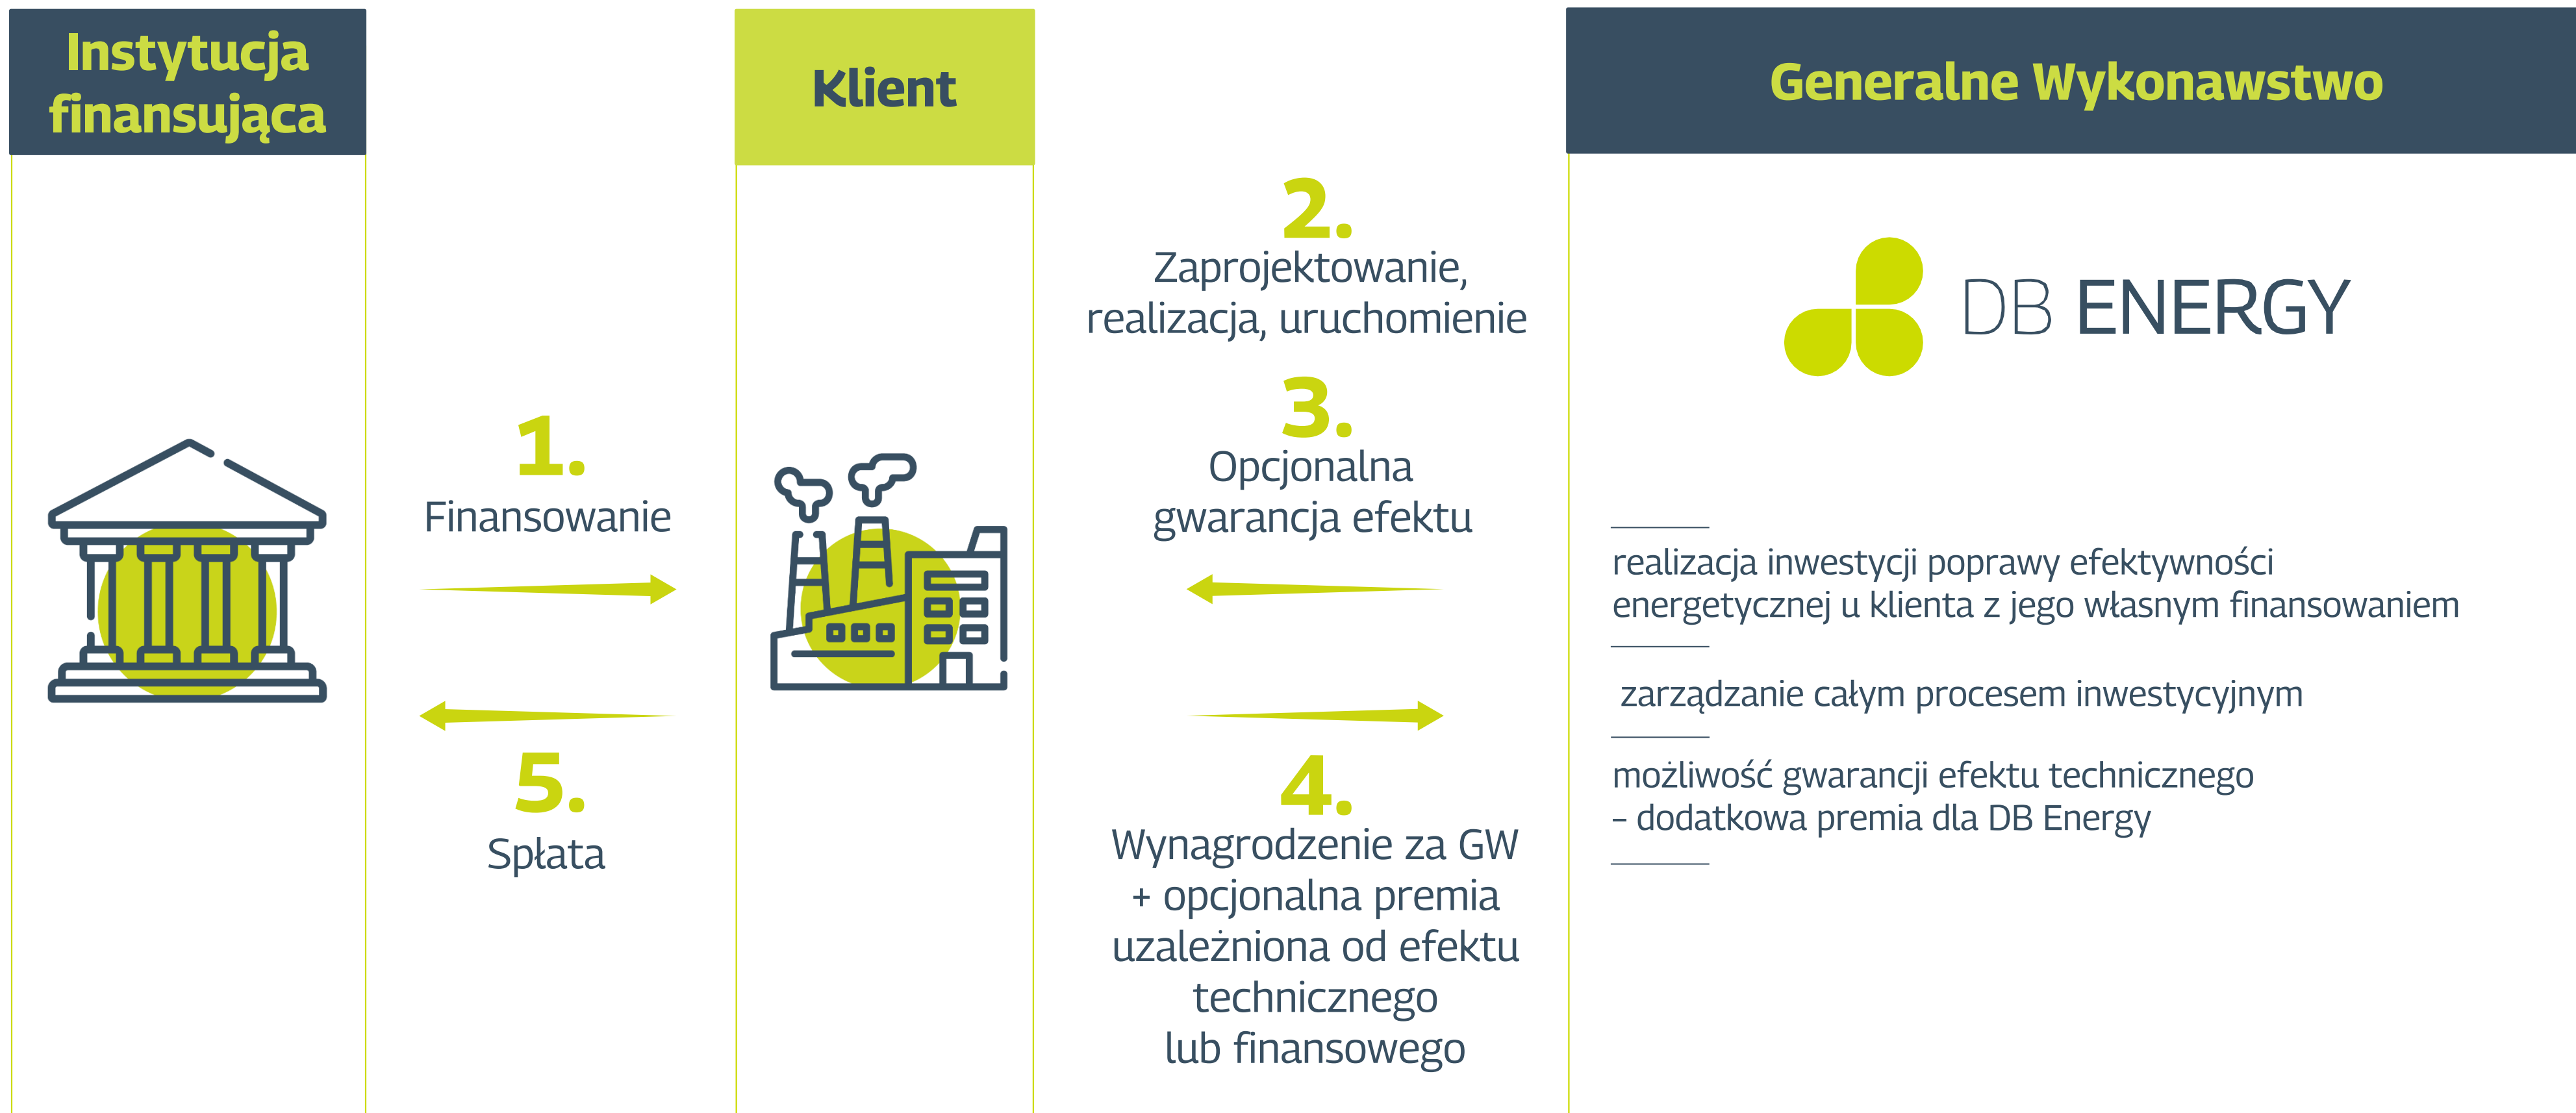 Instytucja
finansująca
Klient
Generalne Wykonawstwo
1.
Finansowanie
5.
Spłata
2.
Zaprojektowanie,
realizacja, uruchomienie
3.
Opcjonalna
gwarancja efektu
4.
Wynagrodzenie za GW
+ opcjonalna premia
uzależniona od efektu
technicznego
lub finansowego
DB ENERGY
realizacja inwestycji poprawy efektywności
energetycznej u klienta z jego własnym finansowaniem
zarządzanie całym procesem inwestycyjnym
możliwość gwarancji efektu technicznego
– dodatkowa premia dla DB Energy